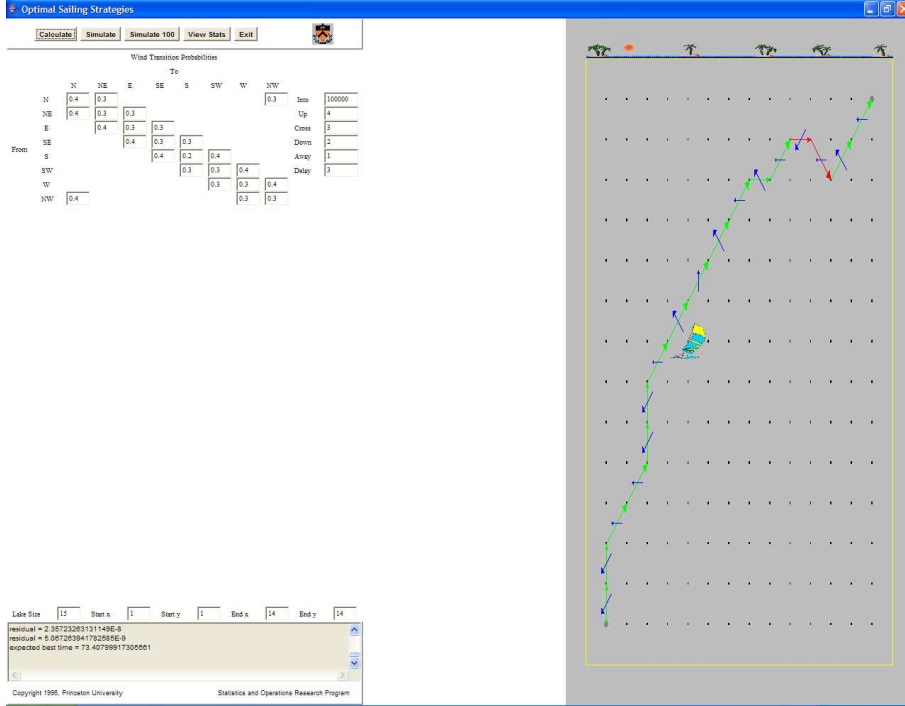 Optimal Sailing Strategies
Calculate Simulate Simulate 100 View Stats Exit
Wind Transition Probabilities
To
N NE E SE S SW W NW
N 0.4 0.3 0.3 Into 100000
NE 0.4 0.3 0.3 Up 4
E 0.4 0.3 0.3 Cross 3
SE 0.4 0.3 0.3 Down 2
From
S 0.4 0.2 0.4 Away 1
SW 0.3 0.3 0.4 Delay 3
W 0.3 0.3 0.4
NW 0.4 0.3 0.3
Lake Size 15 Start x 1 Start y 1 End x 14 End y 14
residual = 2.35723263131149E-8
residual = 5.067263941782585E-9
expected best time = 73.40799917305561
Copyright 1996, Princeton University Statistics and Operations Research Program